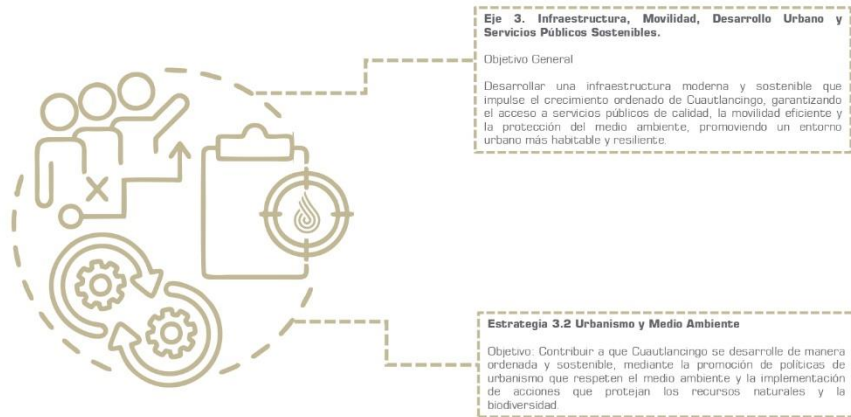 Eje 3. Infraestructura, Movilidad, Desarrollo Urbano y
Servicios Públicos Sostenibles.
Objetivo General
Desarrollar una infraestructura moderna y sostenible que
impulse el crecimiento ordenado de Cuautlancingo, garantizando
el acceso a servicios públicos de calidad, la movilidad eficiente y
la protección del medio ambiente, promoviendo un entorno
urbano más habitable y resiliente.
Estrategia 3.2 Urbanismo y Medio Ambiente
Objetivo: Contribuir a que Cuautlancingo se desarrolle de manera
ordenada y sostenible, mediante la promoción de políticas de
urbanismo que respeten el medio ambiente y la implementación
de acciones que protejan los recursos naturales y la
biodiversidad.